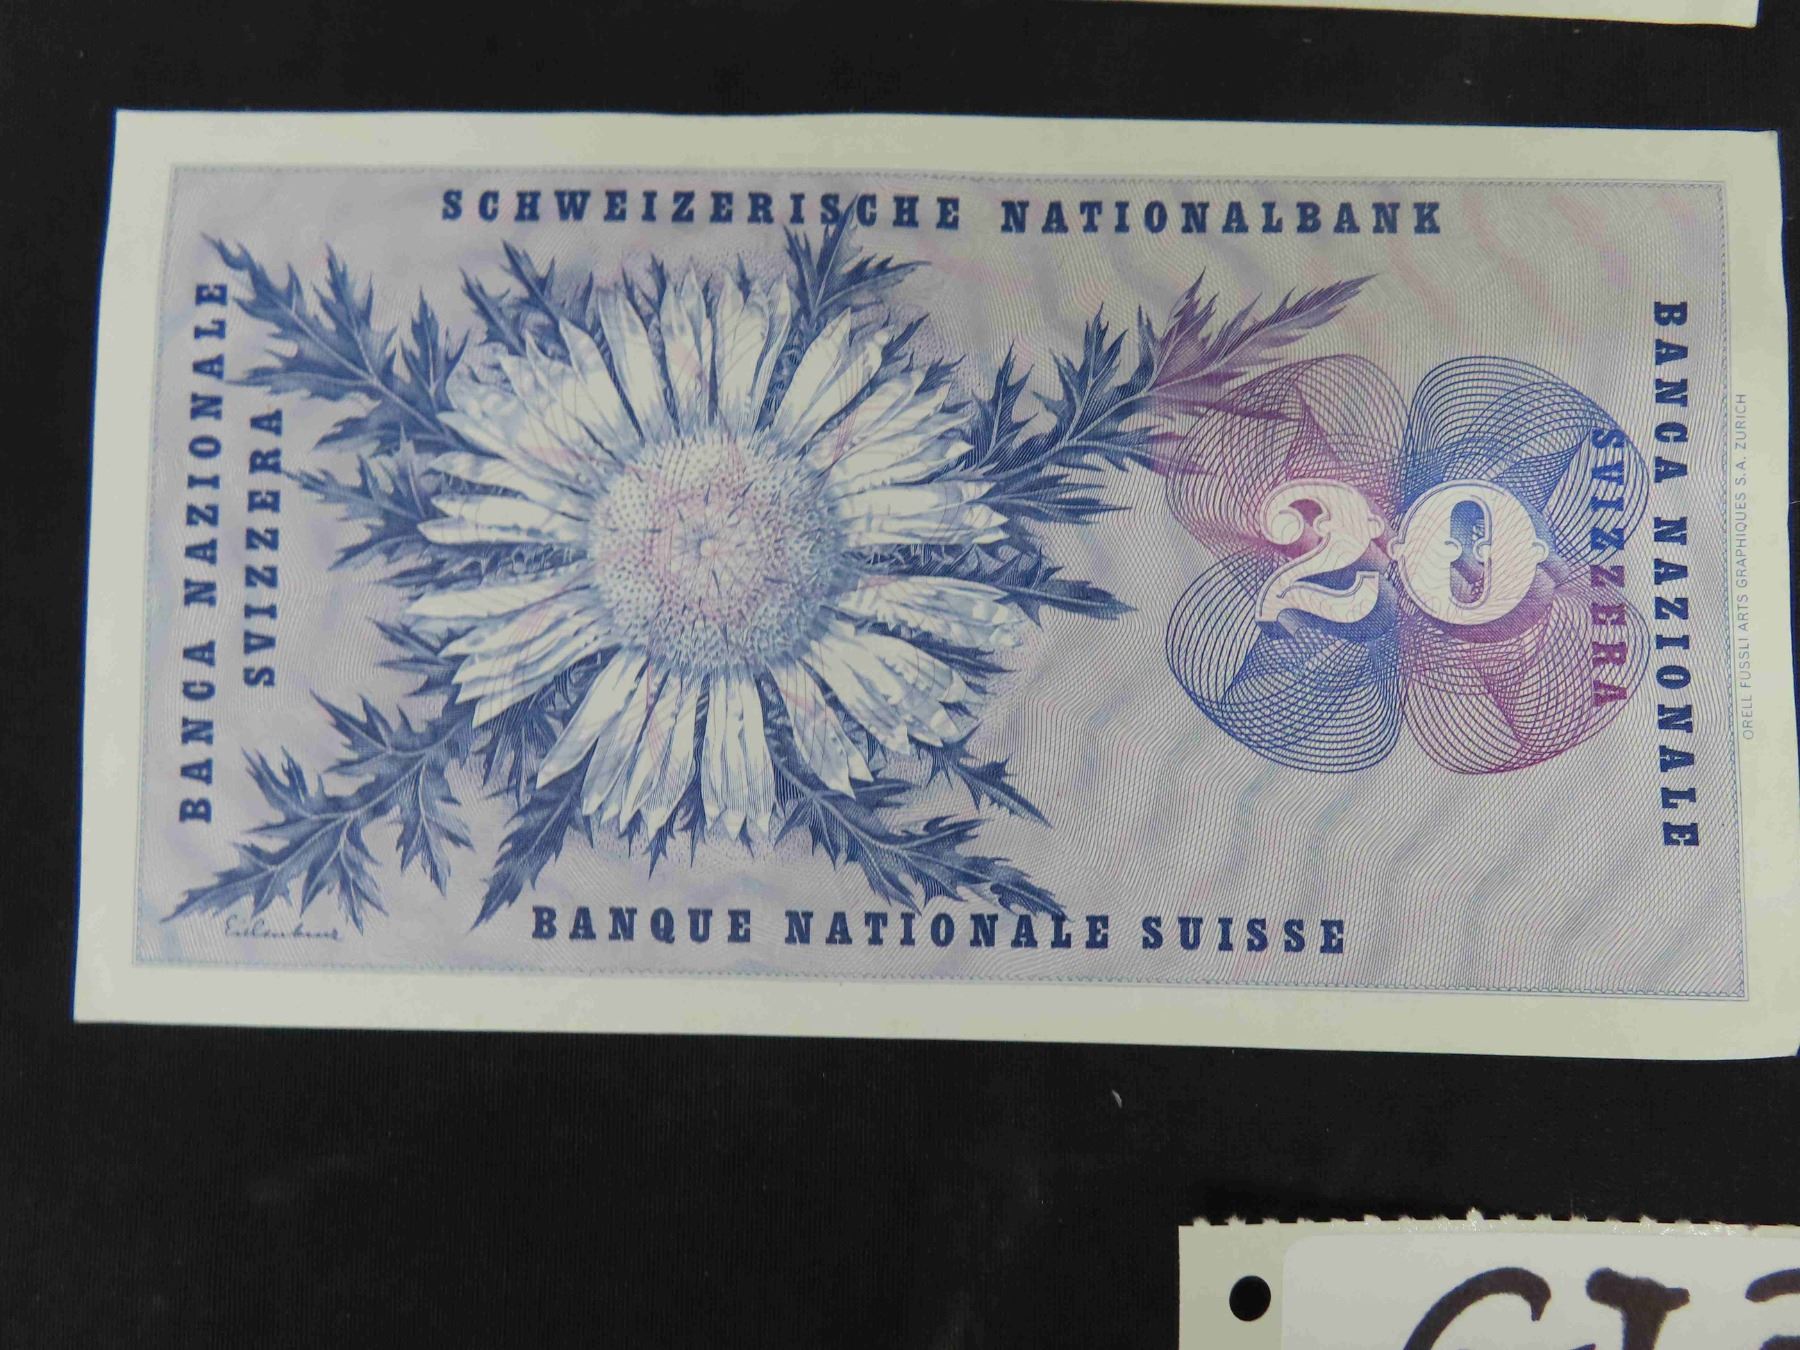 SCHWEIZERISCHE NATIONALBANK
BANCA NAZIONALE
SVIZZERA
20
BANCA NAZIONALE
SVIZZERA
ORELL FÜSSLI ARTS GRAPHIQUES S.A. ZURICH
BANQUE NATIONALE SUISSE